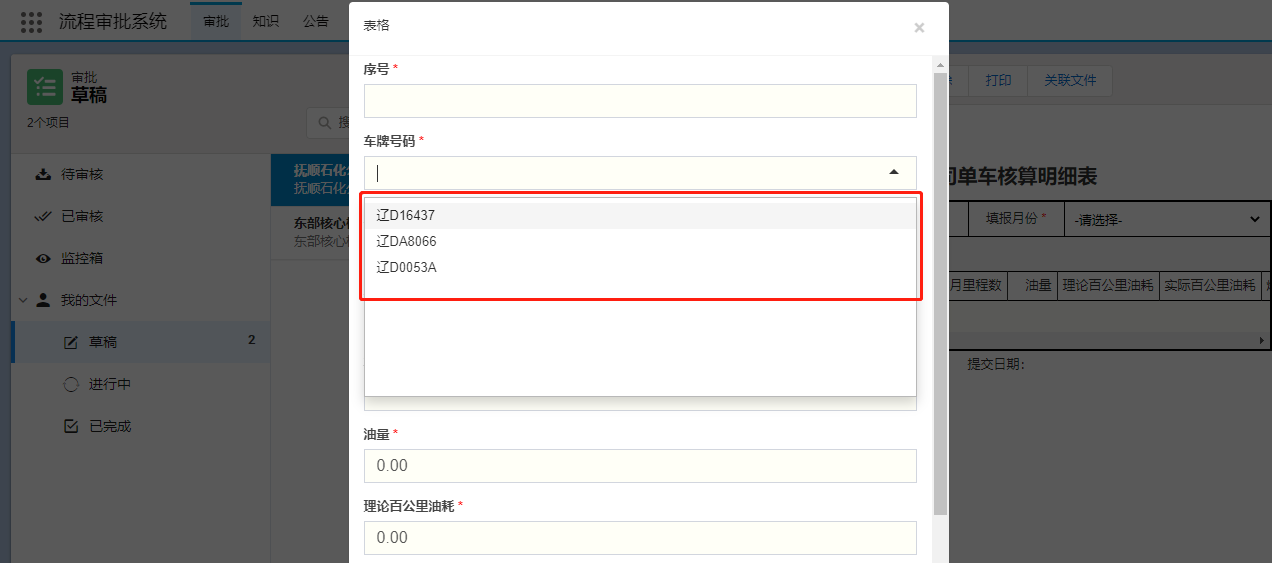 流程审批系统
审批
知识
公告
审批
草稿
2个项目
待审核
已审核
监控箱
我的文件
草稿
2
进行中
已完成
抚顺石化
抚顺石化
东部核心
东部核心
表格
×
序号 *
车牌号码 *
辽D16437
辽DA8066
辽D0053A
油量 *
0.00
理论百公里油耗 *
0.00
打印
关联文件
单车核算明细表
填报月份 *
-请选择-
月里程数
油量
理论百公里油耗
实际百公里油耗
提交日期: